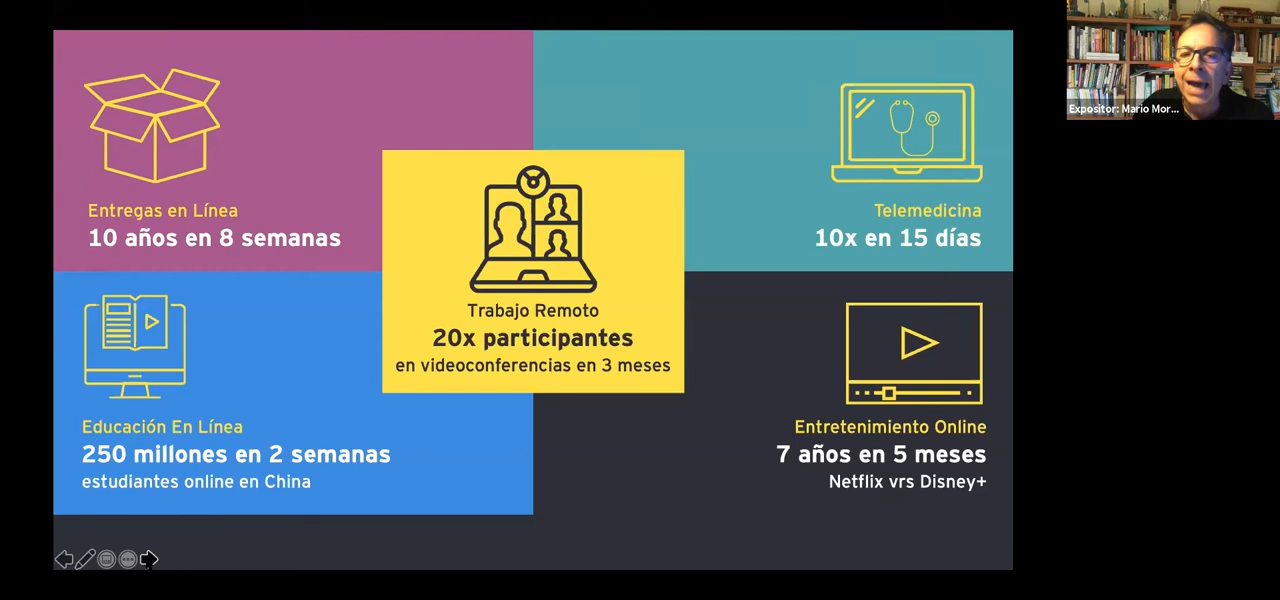 Entregas en Línea
10 años en 8 semanas
Telemedicina
10x en 15 días
Trabajo Remoto
20x participantes
en videoconferencias en 3 meses
Educación En Línea
250 millones en 2 semanas
estudiantes online en China
Entretenimiento Online
7 años en 5 meses
Netflix vrs Disney+
Expositor: Mario Mor...